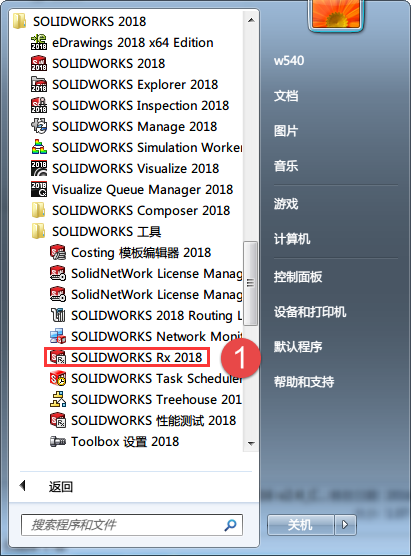 SOLIDWORKS 2018
eDrawings 2018 x64 Edition
SOLIDWORKS 2018
SOLIDWORKS Explorer 2018
SOLIDWORKS Inspection 2018
SOLIDWORKS Manage 2018
SOLIDWORKS Simulation Worker
SOLIDWORKS Visualize 2018
Visualize Queue Manager 2018
SOLIDWORKS Composer 2018
SOLIDWORKS 工具
Costing 模板编辑器 2018
SolidNetWork License Manag
SolidNetWork License Manag
SOLIDWORKS 2018 Routing L
SOLIDWORKS Network Monit
SOLIDWORKS Rx 2018
1
SOLIDWORKS Task Scheduler
SOLIDWORKS Treehouse 201
SOLIDWORKS 性能测试 2018
Toolbox 设置 2018
返回
搜索程序和文件
w540
文档
图片
音乐
游戏
计算机
控制面板
设备和打印机
默认程序
帮助和支持
关机